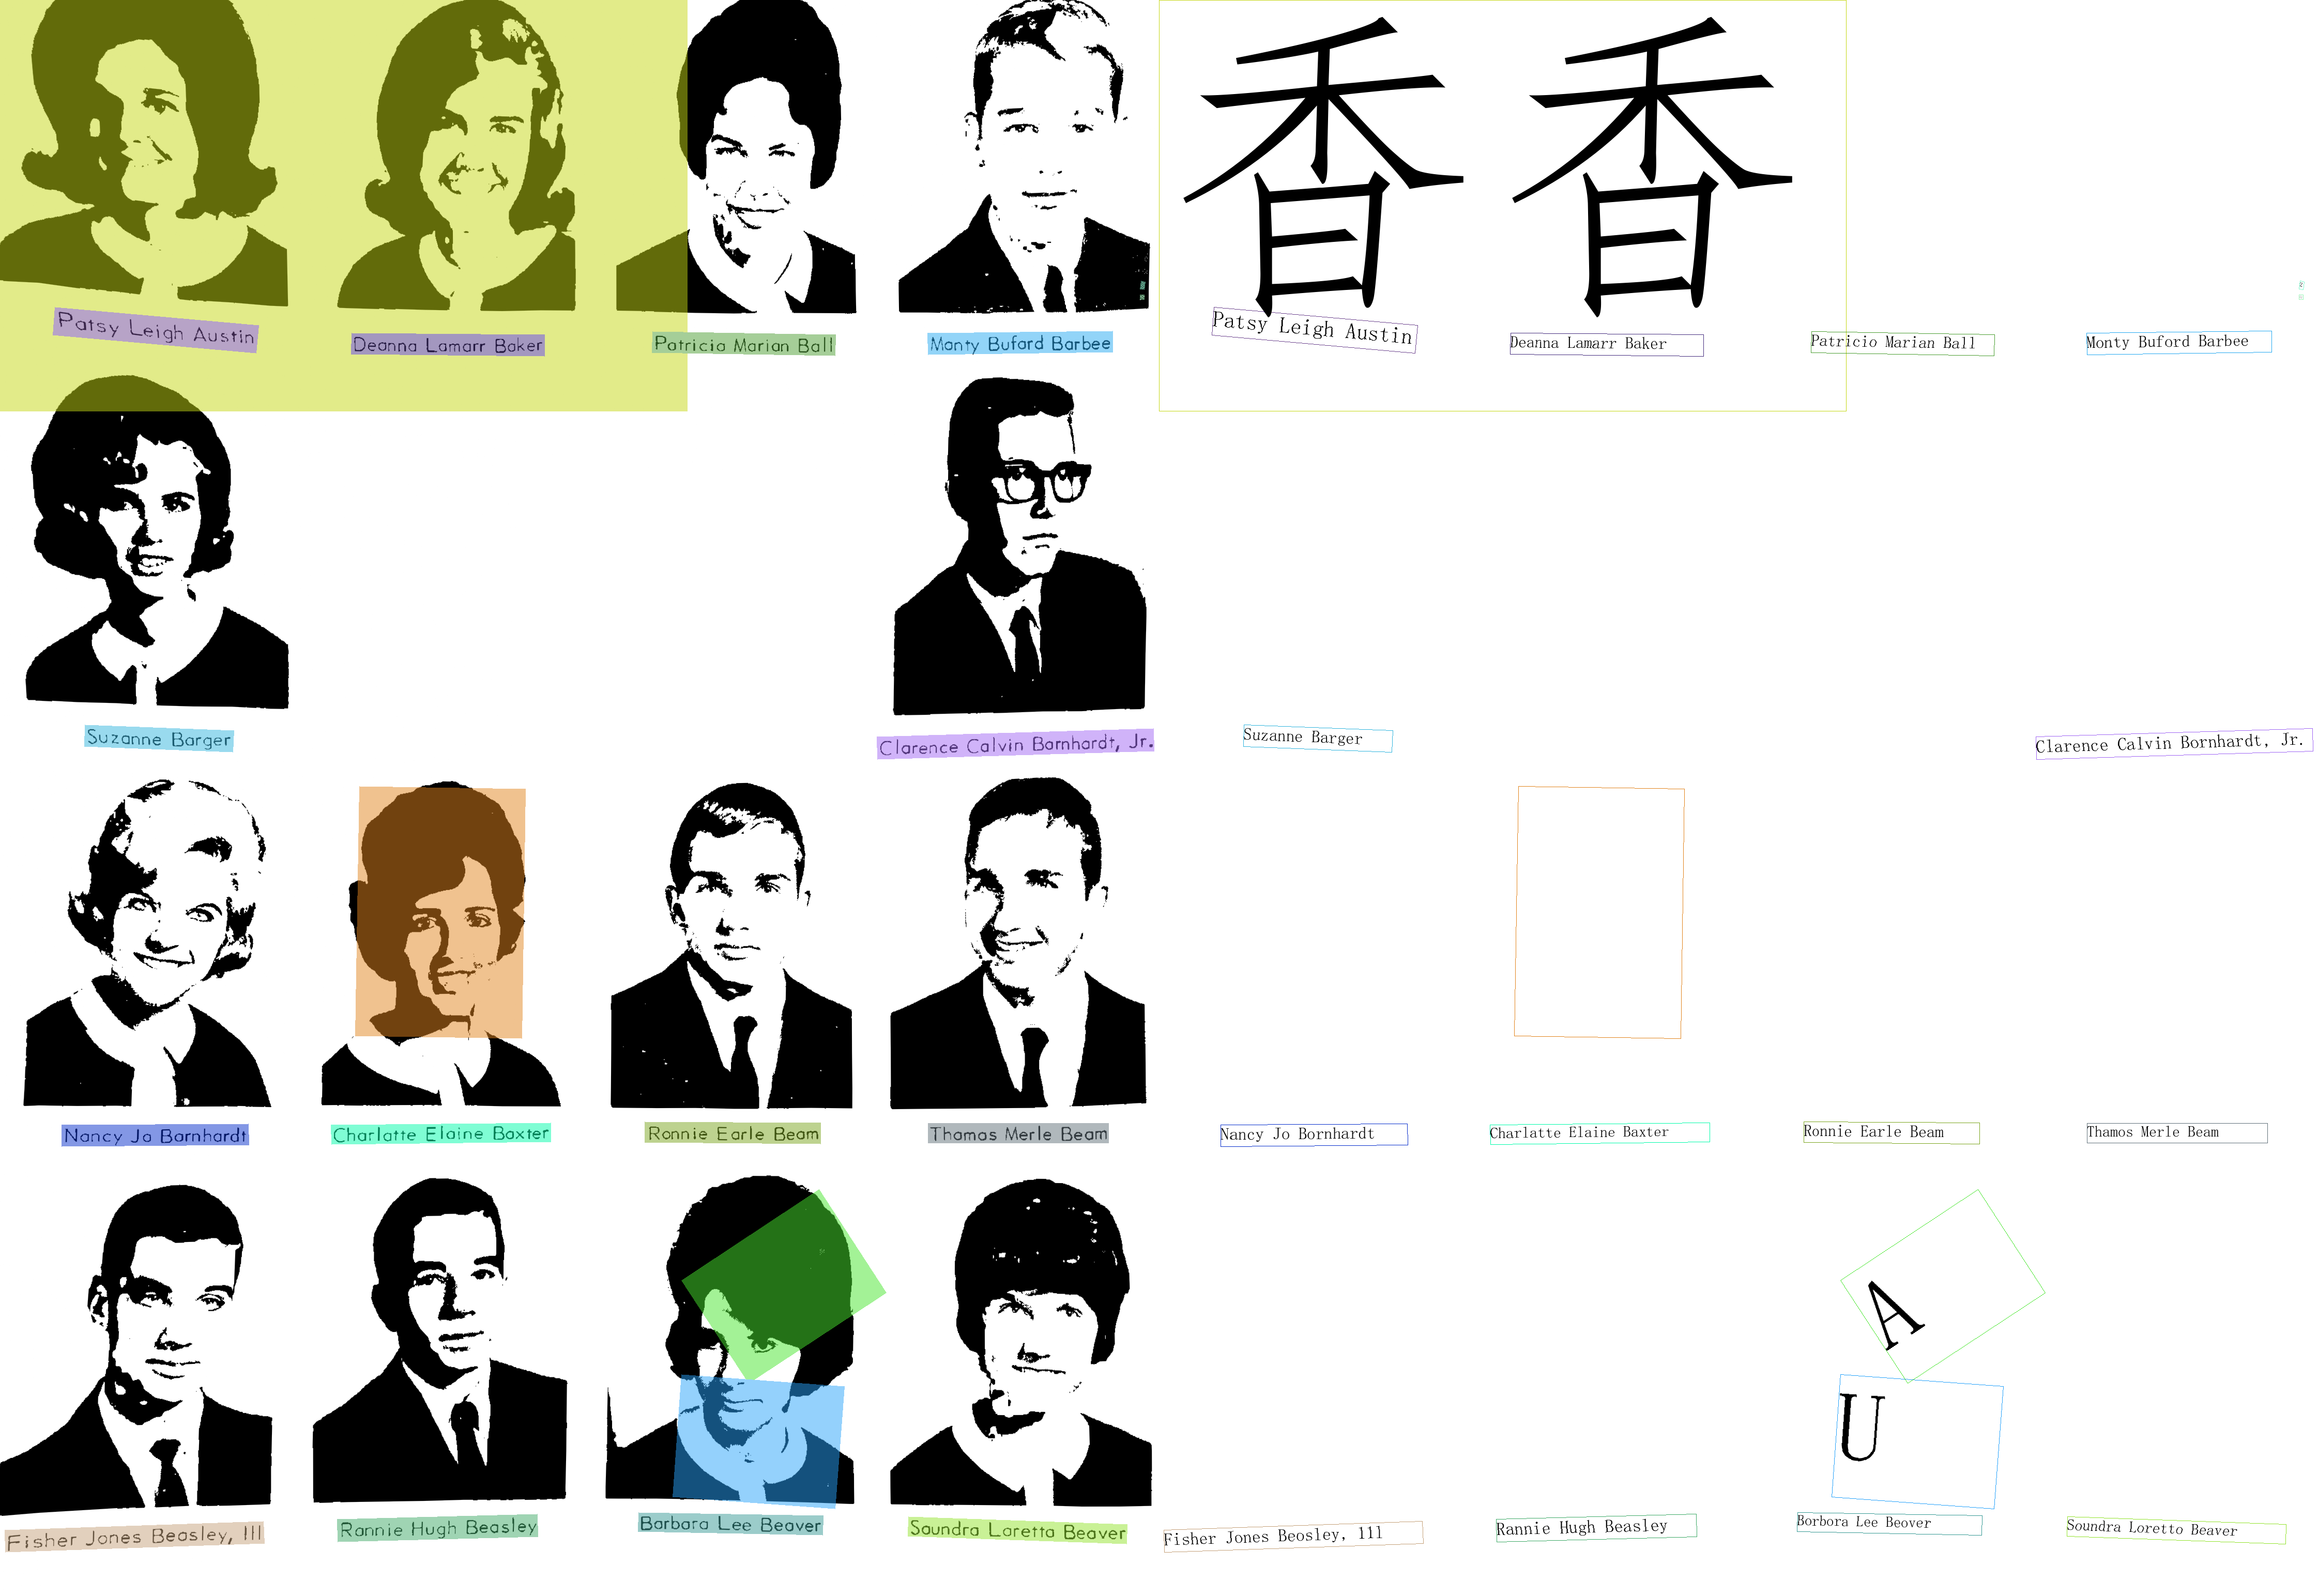 香 香
Patsy Leigh Austin
Deanna Lamarr Baker
Patricia Marian Ball
Monty Buford Barbee
Patsy Leigh Austin
Deanna Lamarr Baker
Patricio Marian Ball
Monty Buford Barbee
Suzanne Barger
Clarence Calvin Barnhardt, Jr.
Suzanne Barger
Clarence Calvin Bornhardt, Jr.
Nancy Jo Barnhardt
Charlotte Elaine Baxter
Ronnie Earle Beam
Thomas Merle Beam
Nancy Jo Bornhardt
Charlatte Elaine Baxter
Ronnie Earle Beam
Thamos Merle Beam
A
U
Fisher Jones Beasley, III
Ronnie Hugh Beasley
Barbara Lee Beaver
Saundra Loretta Beaver
Fisher Jones Beosley, 11l
Rannie Hugh Beasley
Borbora Lee Beover
Soundra Loretto Beaver